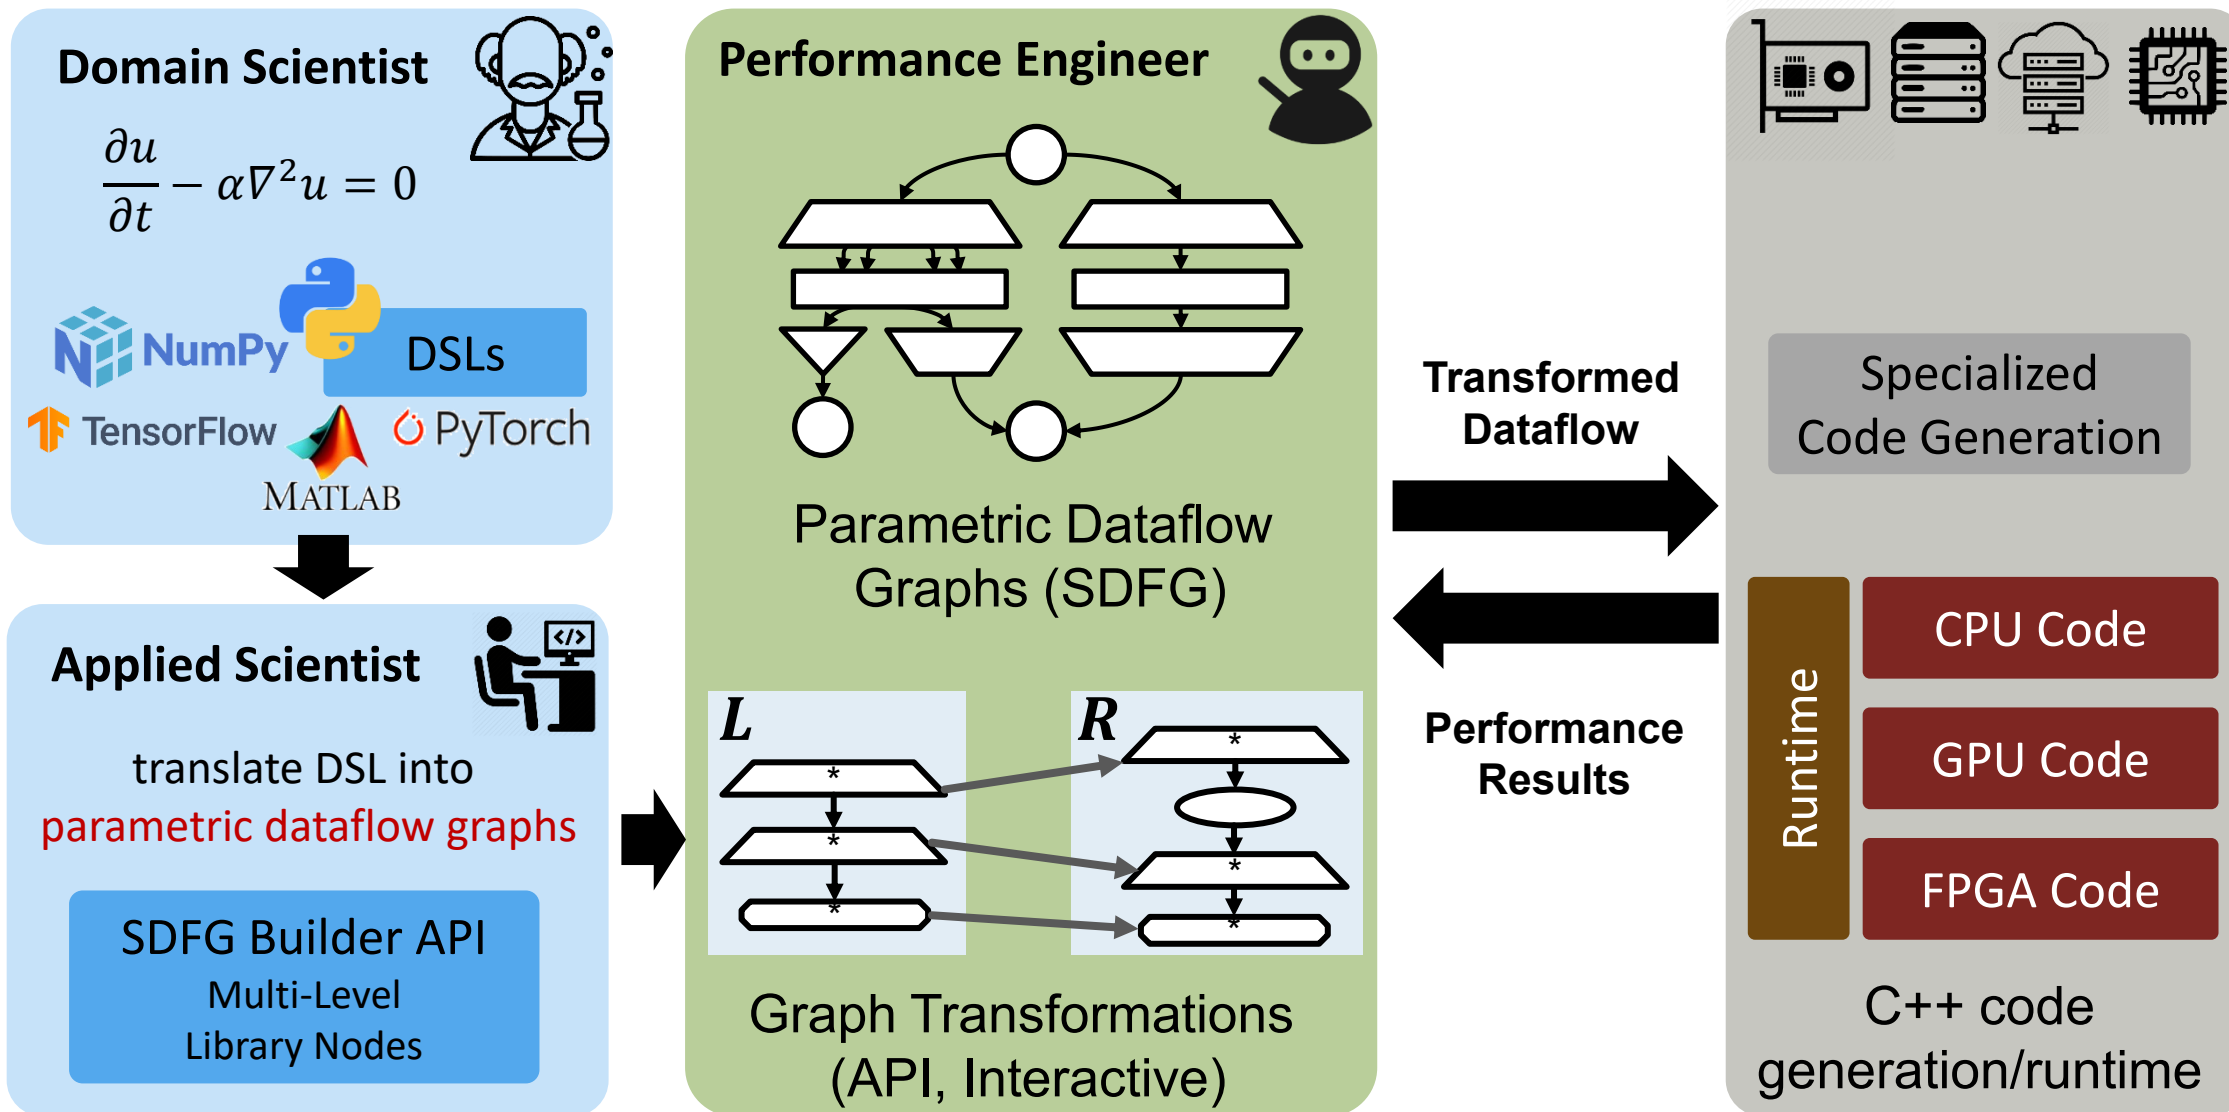 Domain Scientist
∂u/∂t − α∇²u = 0
NumPy
DSLs
TensorFlow
PyTorch
MATLAB
Applied Scientist
</>
translate DSL into
parametric dataflow graphs
SDFG Builder API
Multi-Level
Library Nodes
Performance Engineer
Parametric Dataflow
Graphs (SDFG)
L
*
*
*
R
*
*
*
Graph Transformations
(API, Interactive)
Transformed
Dataflow
Performance
Results
Specialized
Code Generation
Runtime
CPU Code
GPU Code
FPGA Code
C++ code
generation/runtime